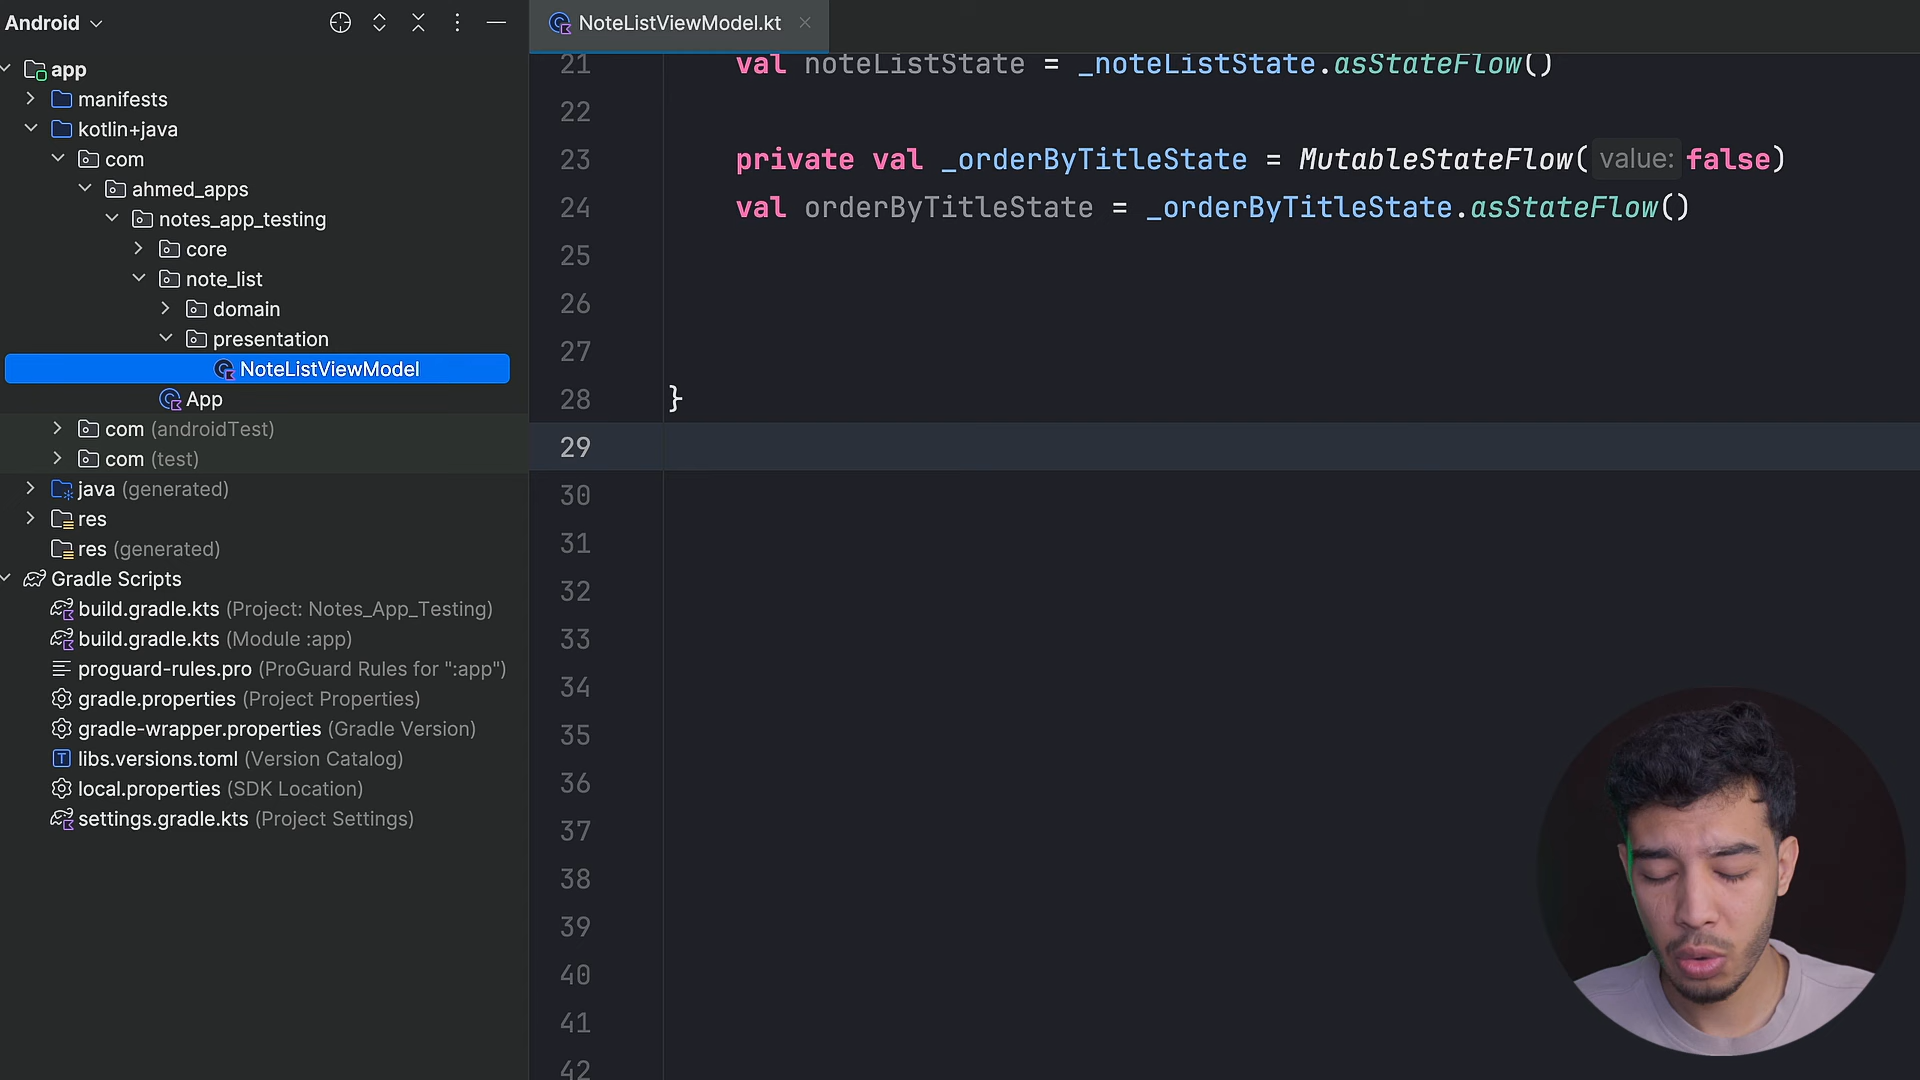 Android
app
manifests
kotlin+java
com
ahmed_apps
notes_app_testing
core
note_list
domain
presentation
NoteListViewModel
App
com (androidTest)
com (test)
java (generated)
res
res (generated)
Gradle Scripts
build.gradle.kts (Project: Notes_App_Testing)
build.gradle.kts (Module :app)
proguard-rules.pro (ProGuard Rules for ":app")
gradle.properties (Project Properties)
gradle-wrapper.properties (Gradle Version)
libs.versions.toml (Version Catalog)
local.properties (SDK Location)
settings.gradle.kts (Project Settings)
NoteListViewModel.kt
21 val noteListState = _noteListState.asStateFlow()
22
23 private val _orderByTitleState = MutableStateFlow( value: false)
24 val orderByTitleState = _orderByTitleState.asStateFlow()
25
26
27
28 }
29
30
31
32
33
34
35
36
37
38
39
40
41
42